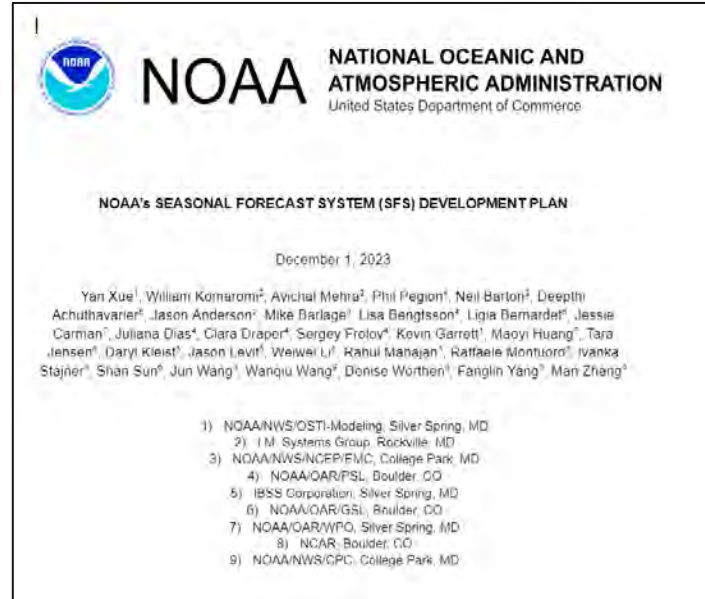 NOAA
NOAA
NATIONAL OCEANIC AND
ATMOSPHERIC ADMINISTRATION
United States Department of Commerce
NOAA's SEASONAL FORECAST SYSTEM (SFS) DEVELOPMENT PLAN
December 1, 2023
Yan Xue¹, William Komaromi², Avichal Mehra³, Phil Pegion⁴, Neil Barton³, Deepthi
Achuthavarier⁵, Jason Anderson², Mike Barlage³, Lisa Bengtsson⁴, Ligia Bernardet⁶, Jessie
Carman⁷, Juliana Dias⁴, Clara Draper⁴, Sergey Frolov⁴, Kevin Garrett¹, Maoyi Huang⁷, Tara
Jensen⁸, Daryl Kleist³, Jason Levit³, Weiwei Li⁸, Rahul Mahajan³, Raffaele Montuoro³, Ivanka
Stajner³, Shan Sun⁶, Jun Wang³, Wanqiu Wang⁹, Denise Worthen³, Fanglin Yang³, Man Zhang⁶
1) NOAA/NWS/OSTI-Modeling, Silver Spring, MD
2) I.M. Systems Group, Rockville, MD
3) NOAA/NWS/NCEP/EMC, College Park, MD
4) NOAA/OAR/PSL, Boulder, CO
5) IBSS Corporation, Silver Spring, MD
6) NOAA/OAR/GSL, Boulder, CO
7) NOAA/OAR/WPO, Silver Spring, MD
8) NCAR, Boulder, CO
9) NOAA/NWS/CPC, College Park, MD